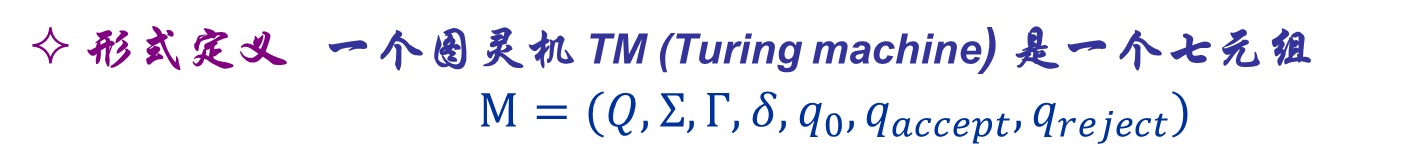 ✧ 形式定义 一个图灵机 TM (Turing machine) 是一个七元组
M = (Q, Σ, Γ, δ, q₀, q_accept, q_reject)